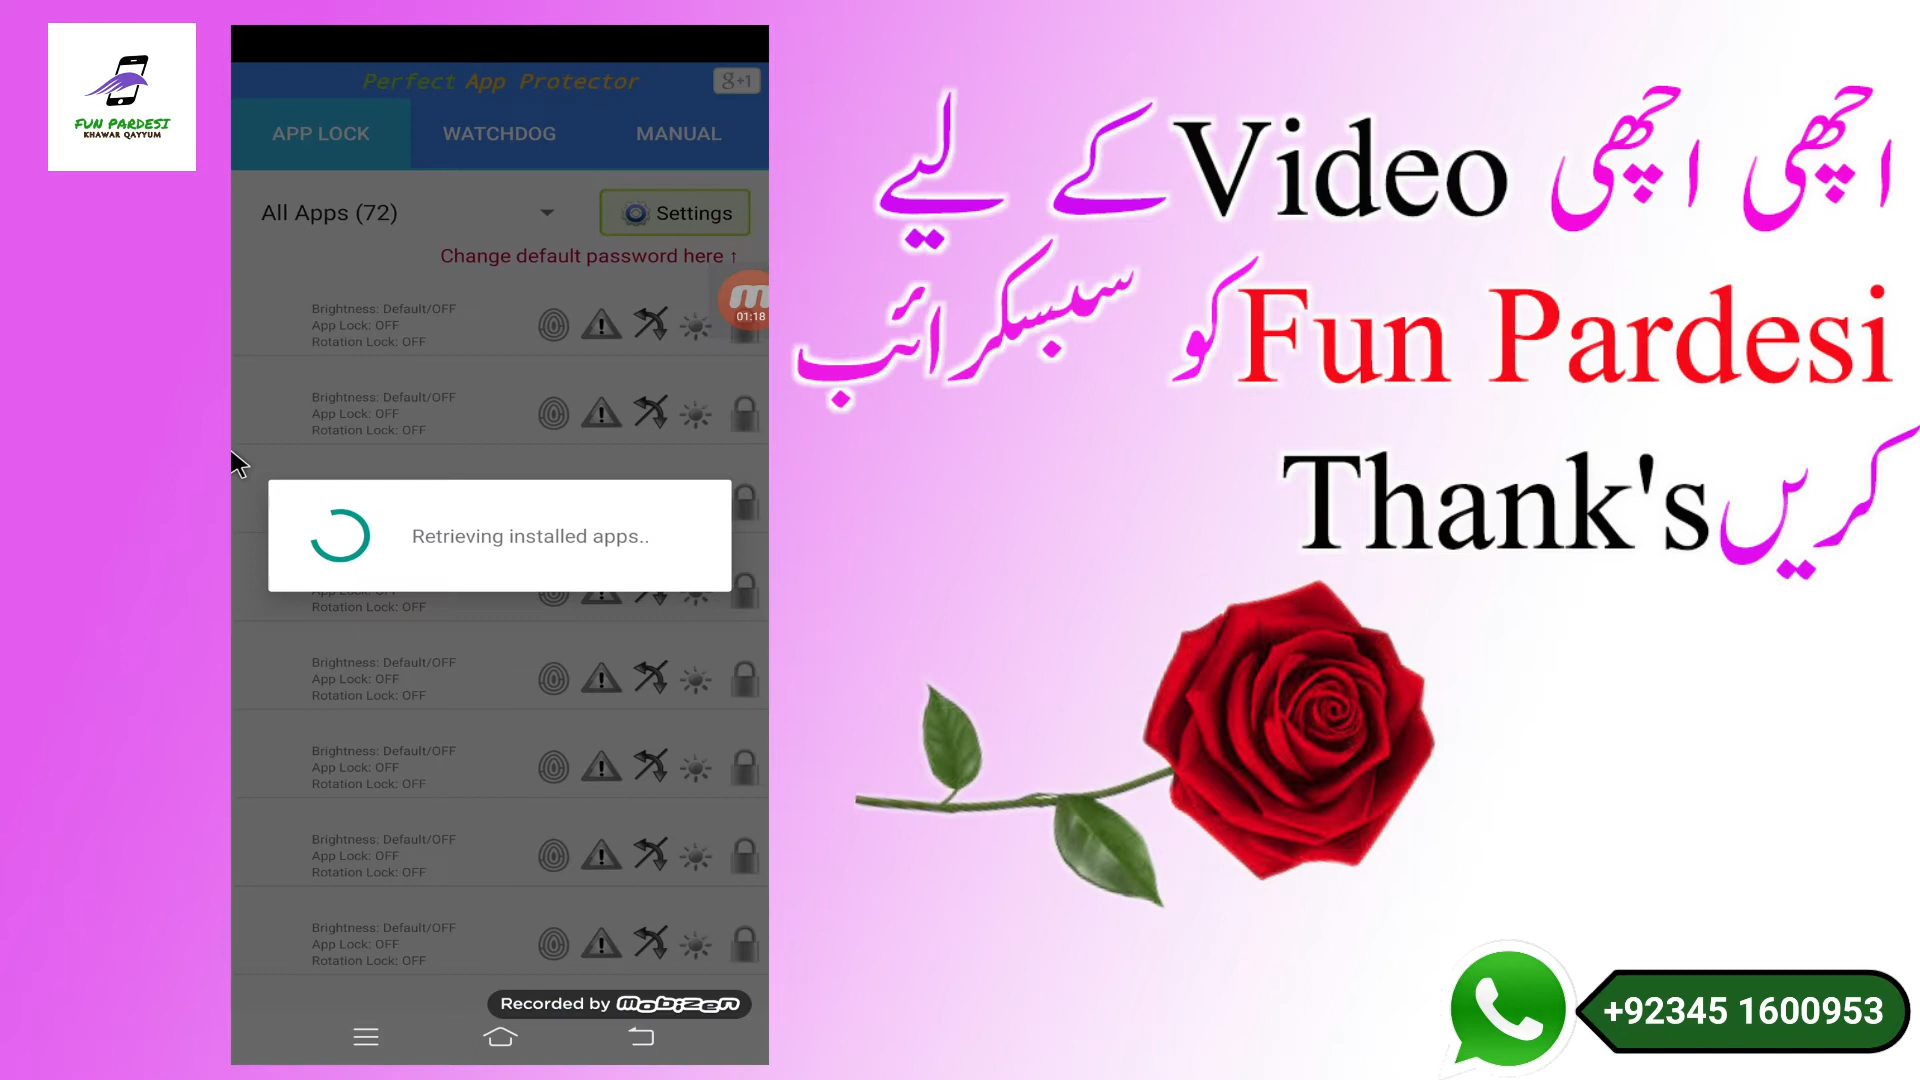 FUN PARDESI
KHAWAR QAYYUM
Perfect App Protector
g+1
APP LOCK
WATCHDOG
MANUAL
All Apps (72)
Settings
Change default password here ↑
01:18
Brightness: Default/OFF
App Lock: OFF
Rotation Lock: OFF
Brightness: Default/OFF
App Lock: OFF
Rotation Lock: OFF
Retrieving installed apps..
App Lock: OFF
Rotation Lock: OFF
Brightness: Default/OFF
App Lock: OFF
Rotation Lock: OFF
Brightness: Default/OFF
App Lock: OFF
Rotation Lock: OFF
Brightness: Default/OFF
App Lock: OFF
Rotation Lock: OFF
Brightness: Default/OFF
App Lock: OFF
Rotation Lock: OFF
Recorded by Mobizen
اچھی اچھی Video کے لیے
Fun Pardesi کو سبسکرائب
کریں Thank's
+92345 1600953